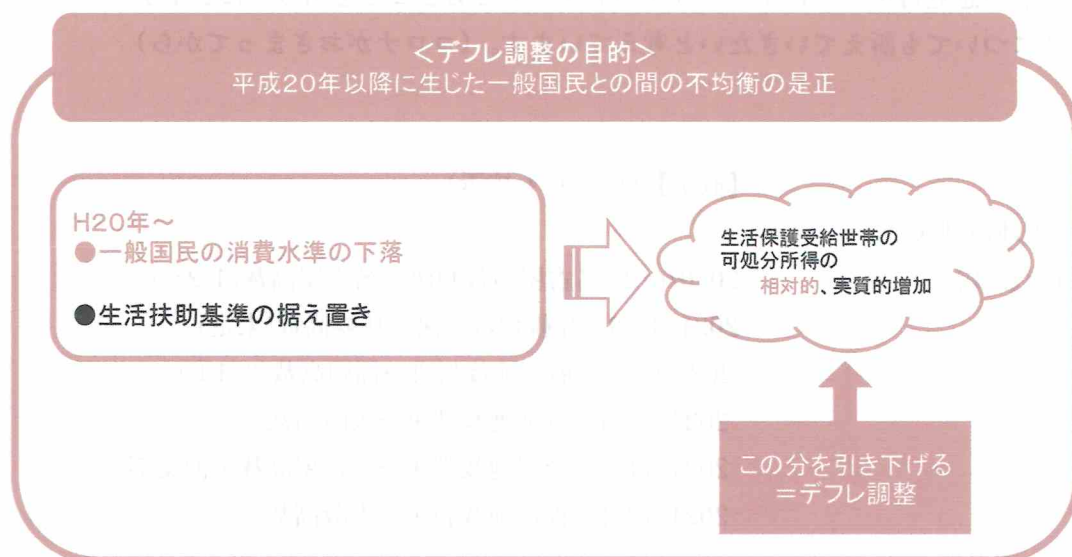 <デフレ調整の目的>
平成20年以降に生じた一般国民との間の不均衡の是正
H20年~
●一般国民の消費水準の下落
●生活扶助基準の据え置き
生活保護受給世帯の
可処分所得の
相対的、実質的増加
この分を引き下げる
=デフレ調整